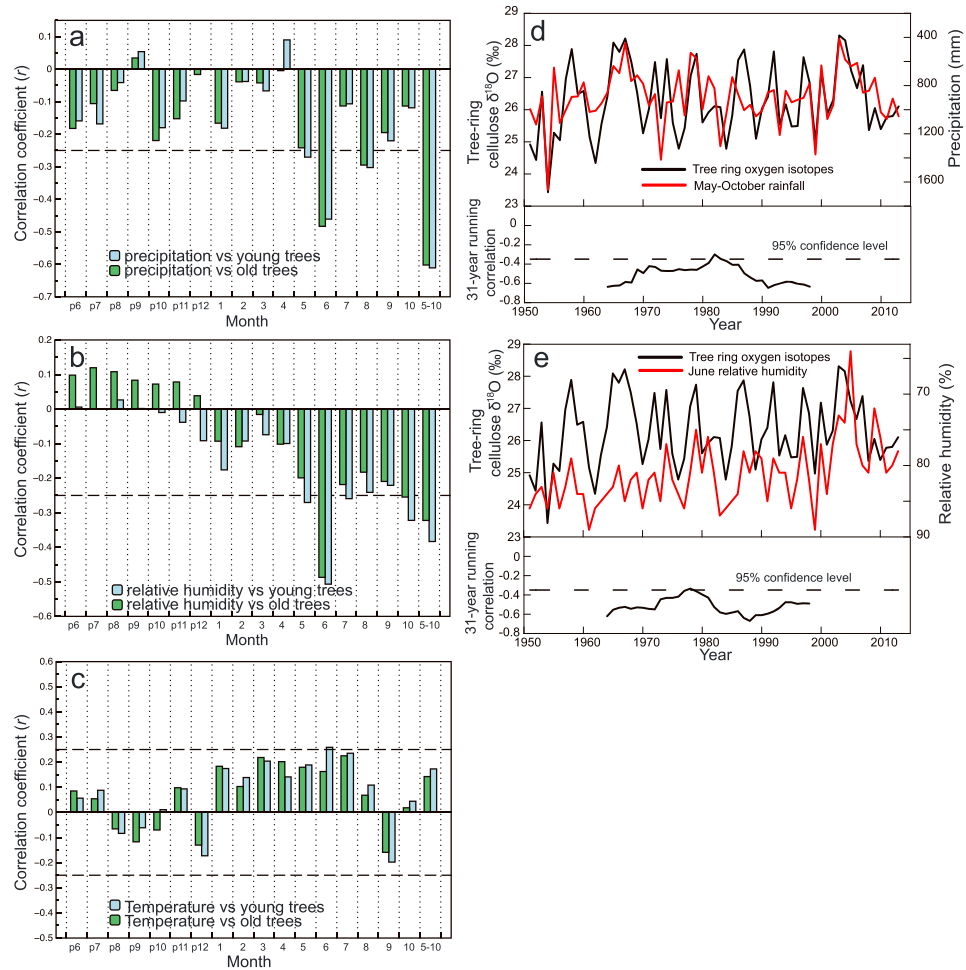 a
Correlation coefficient (r)
0.1
0
−0.1
−0.2
−0.3
−0.4
−0.5
−0.6
−0.7
precipitation vs young trees
precipitation vs old trees
p6 p7 p8 p9 p10 p11 p12 1 2 3 4 5 6 7 8 9 10 5-10
Month
b
Correlation coefficient (r)
0.2
0.1
0
−0.1
−0.2
−0.3
−0.4
−0.5
−0.6
relative humidity vs young trees
relative humidity vs old trees
p6 p7 p8 p9 p10 p11 p12 1 2 3 4 5 6 7 8 9 10 5-10
Month
c
Correlation coefficient (r)
0.6
0.5
0.4
0.3
0.2
0.1
0
−0.1
−0.2
−0.3
−0.4
−0.5
Temperature vs young trees
Temperature vs old trees
p6 p7 p8 p9 p10 p11 p12 1 2 3 4 5 6 7 8 9 10 5-10
Month
d
Tree-ring
cellulose δ18O (‰)
29
28
27
26
25
24
23
Precipitation (mm)
400
800
1200
1600
Tree ring oxygen isotopes
May-October rainfall
31-year running
correlation
0
−0.4
−0.6
−0.8
95% confidence level
1950 1960 1970 1980 1990 2000 2010
Year
e
Tree-ring
cellulose δ18O (‰)
29
28
27
26
25
24
23
Relative humidity (%)
70
80
90
Tree ring oxygen isotopes
June relative humidity
31-year running
correlation
0
−0.2
−0.4
−0.6
−0.8
95% confidence level
1950 1960 1970 1980 1990 2000 2010
Year